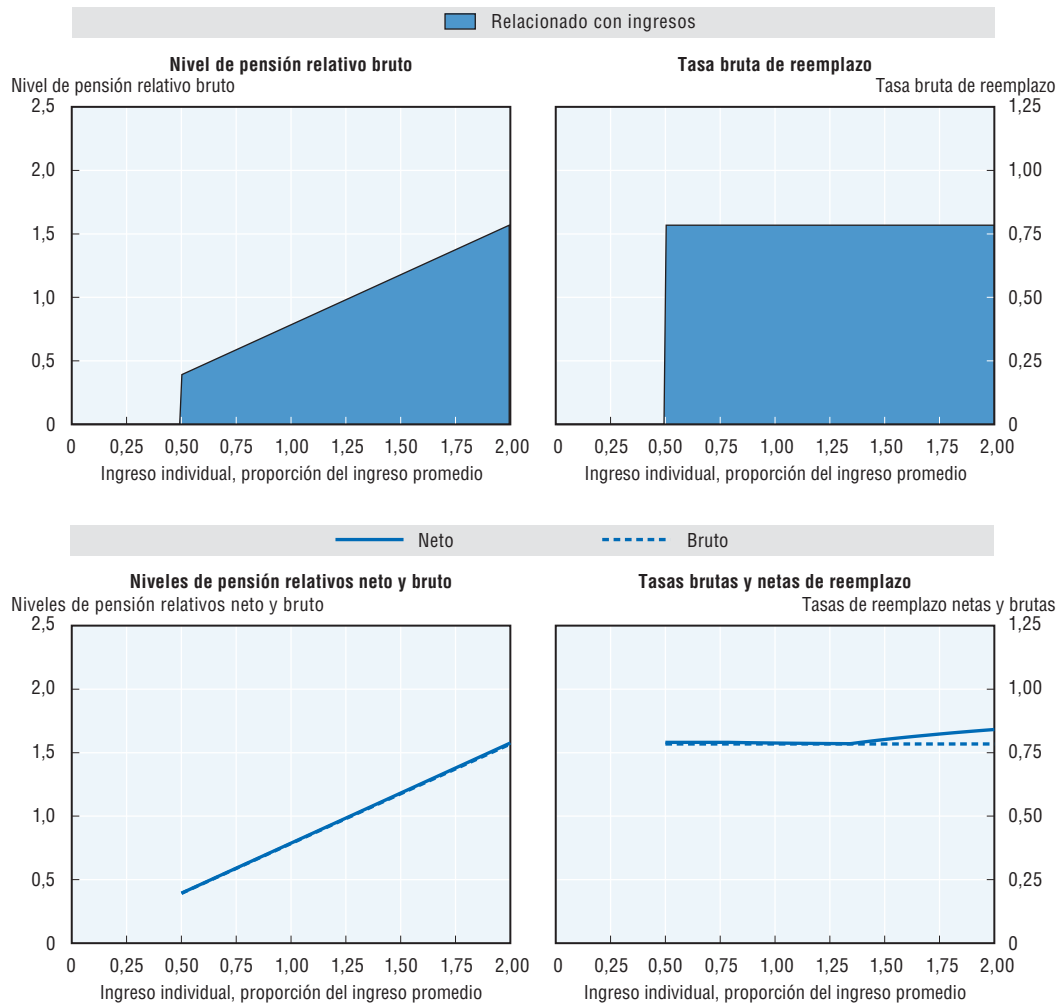 Relacionado con ingresos
Nivel de pensión relativo bruto
Nivel de pensión relativo bruto
2,5
2,0
1,5
1,0
0,5
0
0 0,25 0,50 0,75 1,00 1,25 1,50 1,75 2,00
Ingreso individual, proporción del ingreso promedio
Tasa bruta de reemplazo
Tasa bruta de reemplazo
1,25
1,00
0,75
0,50
0,25
0
0 0,25 0,50 0,75 1,00 1,25 1,50 1,75 2,00
Ingreso individual, proporción del ingreso promedio
Neto Bruto
Niveles de pensión relativos neto y bruto
Niveles de pensión relativos neto y bruto
2,5
2,0
1,5
1,0
0,5
0
0 0,25 0,50 0,75 1,00 1,25 1,50 1,75 2,00
Ingreso individual, proporción del ingreso promedio
Tasas brutas y netas de reemplazo
Tasas de reemplazo netas y brutas
1,25
1,00
0,75
0,50
0,25
0
0 0,25 0,50 0,75 1,00 1,25 1,50 1,75 2,00
Ingreso individual, proporción del ingreso promedio